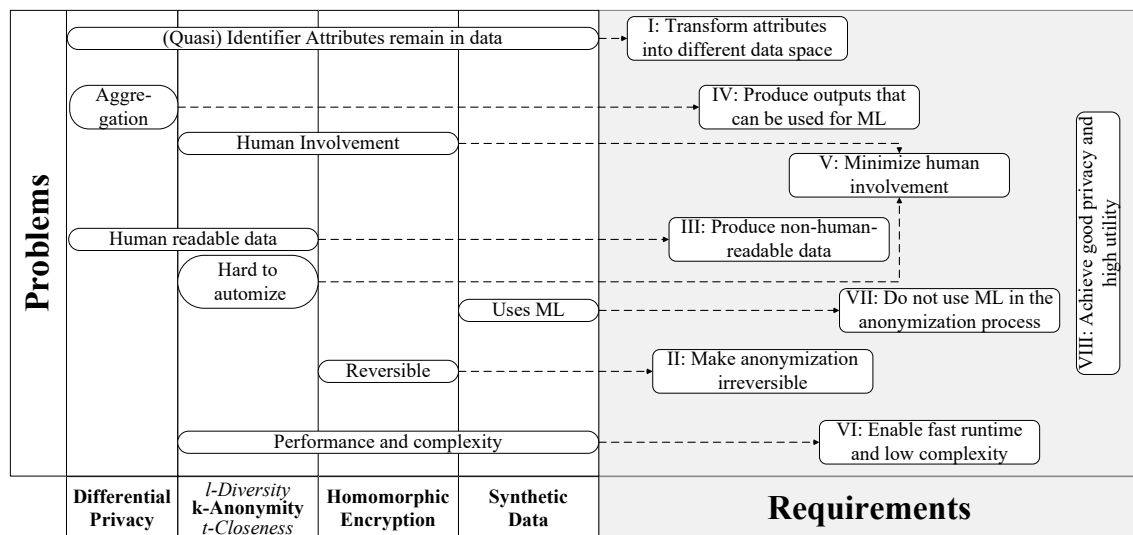 Problems
(Quasi) Identifier Attributes remain in data
I: Transform attributes
into different data space
Aggre-
gation
IV: Produce outputs that
can be used for ML
Human Involvement
V: Minimize human
involvement
Human readable data
III: Produce non-human-
readable data
Hard to
automize
Uses ML
VII: Do not use ML in the
anonymization process
Reversible
II: Make anonymization
irreversible
Performance and complexity
VI: Enable fast runtime
and low complexity
VIII: Achieve good privacy and
high utility
Differential
Privacy
l-Diversity
k-Anonymity
t-Closeness
Homomorphic
Encryption
Synthetic
Data
Requirements